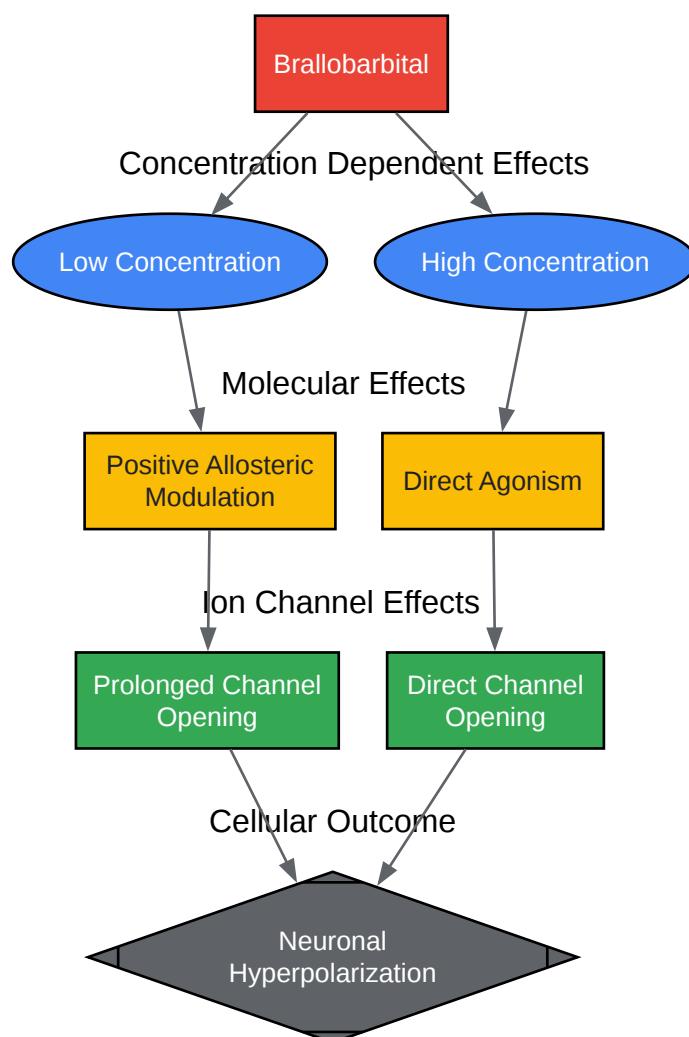 Brallobarbital
Concentration Dependent Effects
Low Concentration
High Concentration
Molecular Effects
Positive Allosteric
Modulation
Direct Agonism
Ion Channel Effects
Prolonged Channel
Opening
Direct Channel
Opening
Cellular Outcome
Neuronal
Hyperpolarization